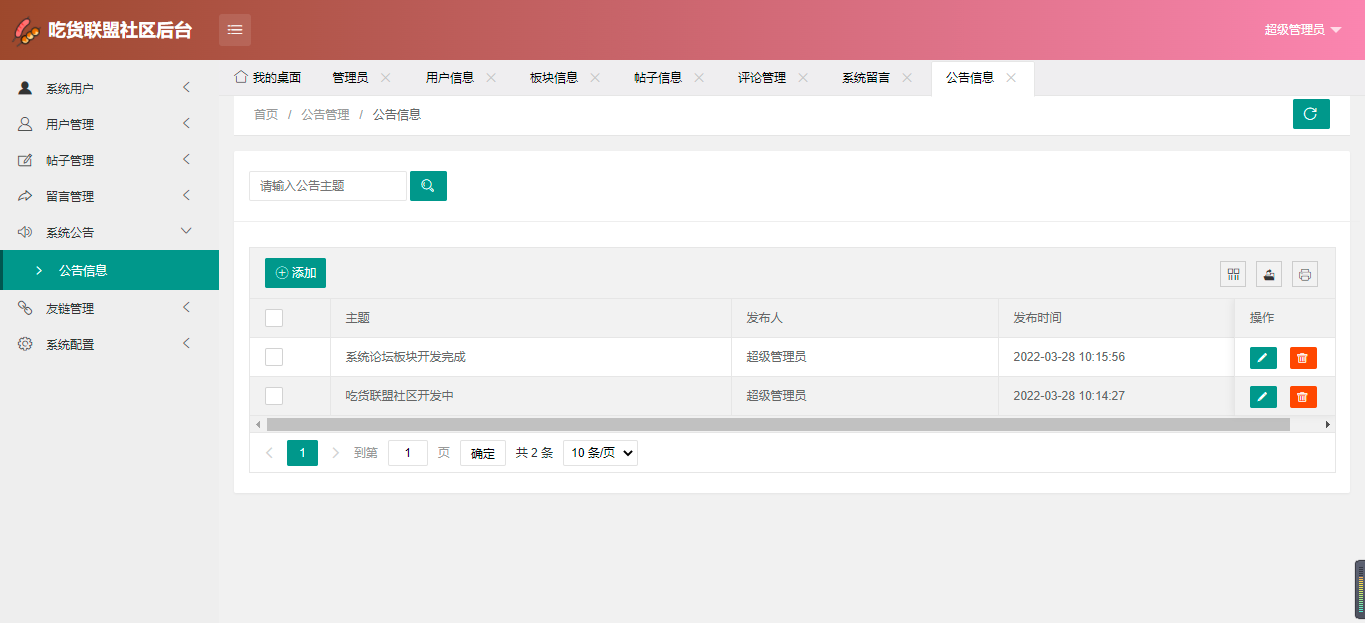 吃货联盟社区后台
超级管理员
系统用户
用户管理
帖子管理
留言管理
系统公告
公告信息
友链管理
系统配置
我的桌面 管理员 用户信息 板块信息 帖子信息 评论管理 系统留言 公告信息
首页 / 公告管理 / 公告信息
请输入公告主题
添加
主题 发布人 发布时间 操作
系统论坛板块开发完成 超级管理员 2022-03-28 10:15:56
吃货联盟社区开发中 超级管理员 2022-03-28 10:14:27
1 到第 1 页 确定 共 2 条 10 条/页